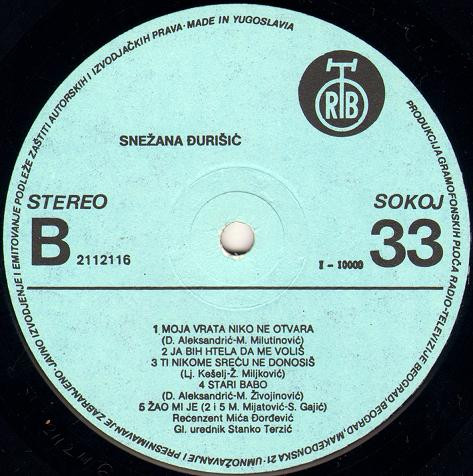 PRODUKCIJA GRAMOFONSKIH PLOČA RADIO-TELEVIZIJE BEOGRAD, BEOGRAD, MAKEDONSKA 21 · UMNOŽAVANJE I PRESNIMAVANJE ZABRANJENO JAVNO IZVODJENJE I EMITOVANJE PODLEŽE ZAŠTITI AUTORSKIH I IZVODJAČKIH PRAVA · MADE IN YUGOSLAVIA
RTB
SNEŽANA ĐURIŠIĆ
STEREO
SOKOJ
B 2112116
I - 10000 33
1 MOJA VRATA NIKO NE OTVARA
(D. Aleksandrić-M. Milutinović)
2 JA BIH HTELA DA ME VOLIŠ
3 TI NIKOME SREĆU NE DONOSIŠ
(Lj. Kešelj-Ž. Miljković)
4 STARI BABO
(D. Aleksandrić-M. Živojinović)
5 ŽAO MI JE (2 i 5 M. Mijatović-S. Gajić)
Recenzent Mića Đorđević
Gl. urednik Stanko Terzić